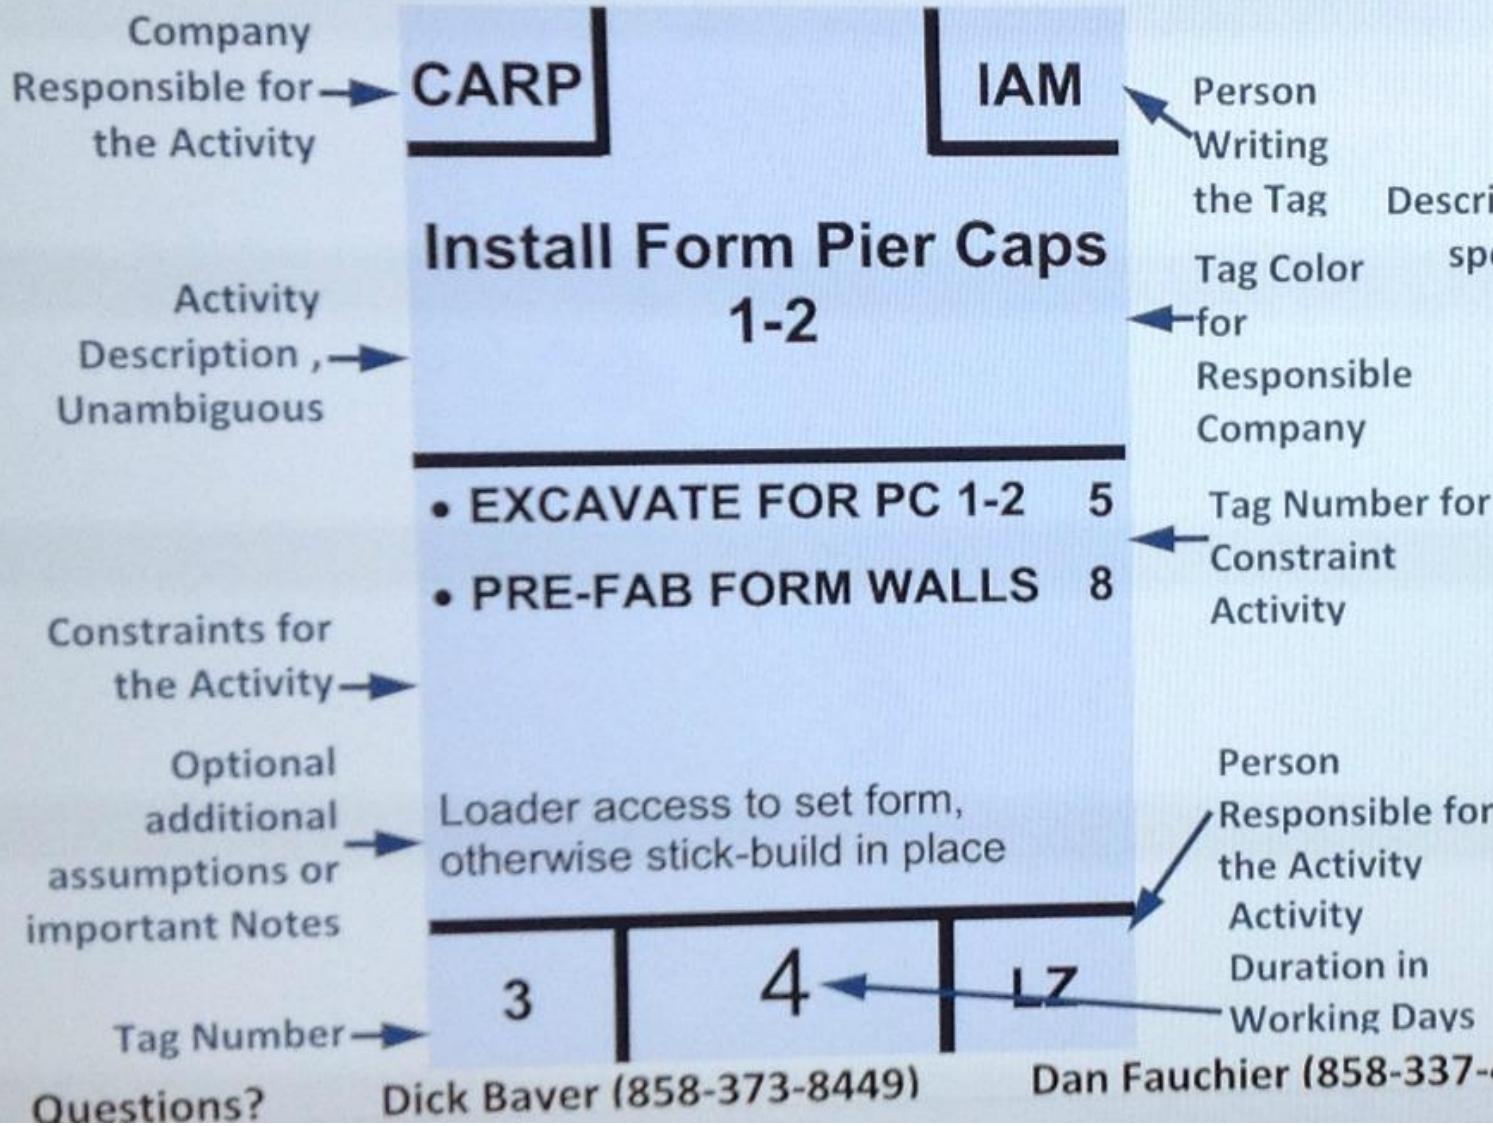 Company
Responsible for
the Activity
CARP
IAM
Person
Writing
the Tag
Install Form Pier Caps
1-2
Activity
Description ,
Unambiguous
Tag Color
for
Responsible
Company
• EXCAVATE FOR PC 1-2 5
• PRE-FAB FORM WALLS 8
Tag Number for
Constraint
Activity
Constraints for
the Activity
Optional
additional
assumptions or
important Notes
Loader access to set form,
otherwise stick-build in place
Person
Responsible for
the Activity
Activity
Duration in
Working Days
3
4
LZ
Tag Number
Questions? Dick Baver (858-373-8449) Dan Fauchier (858-337-